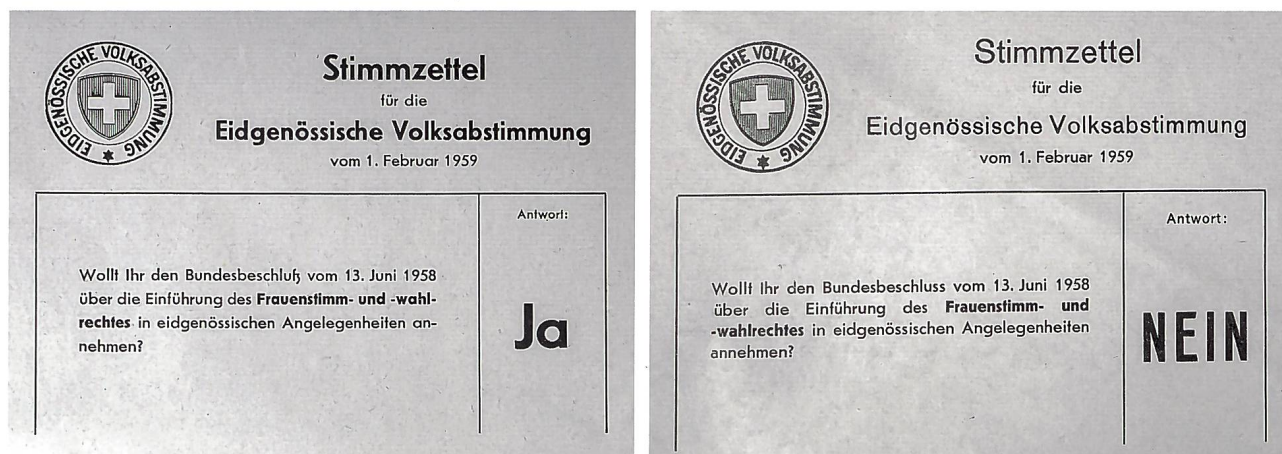 EIDGENÖSSISCHE VOLKSABSTIMMUNG
Stimmzettel
für die
Eidgenössische Volksabstimmung
vom 1. Februar 1959
Antwort:
Wollt Ihr den Bundesbeschluß vom 13. Juni 1958
über die Einführung des Frauenstimm- und -wahl-
rechtes in eidgenössischen Angelegenheiten an-
nehmen?
Ja
EIDGENÖSSISCHE VOLKSABSTIMMUNG
Stimmzettel
für die
Eidgenössische Volksabstimmung
vom 1. Februar 1959
Antwort:
Wollt Ihr den Bundesbeschluss vom 13. Juni 1958
über die Einführung des Frauenstimm- und
-wahlrechtes in eidgenössischen Angelegenheiten
annehmen?
NEIN